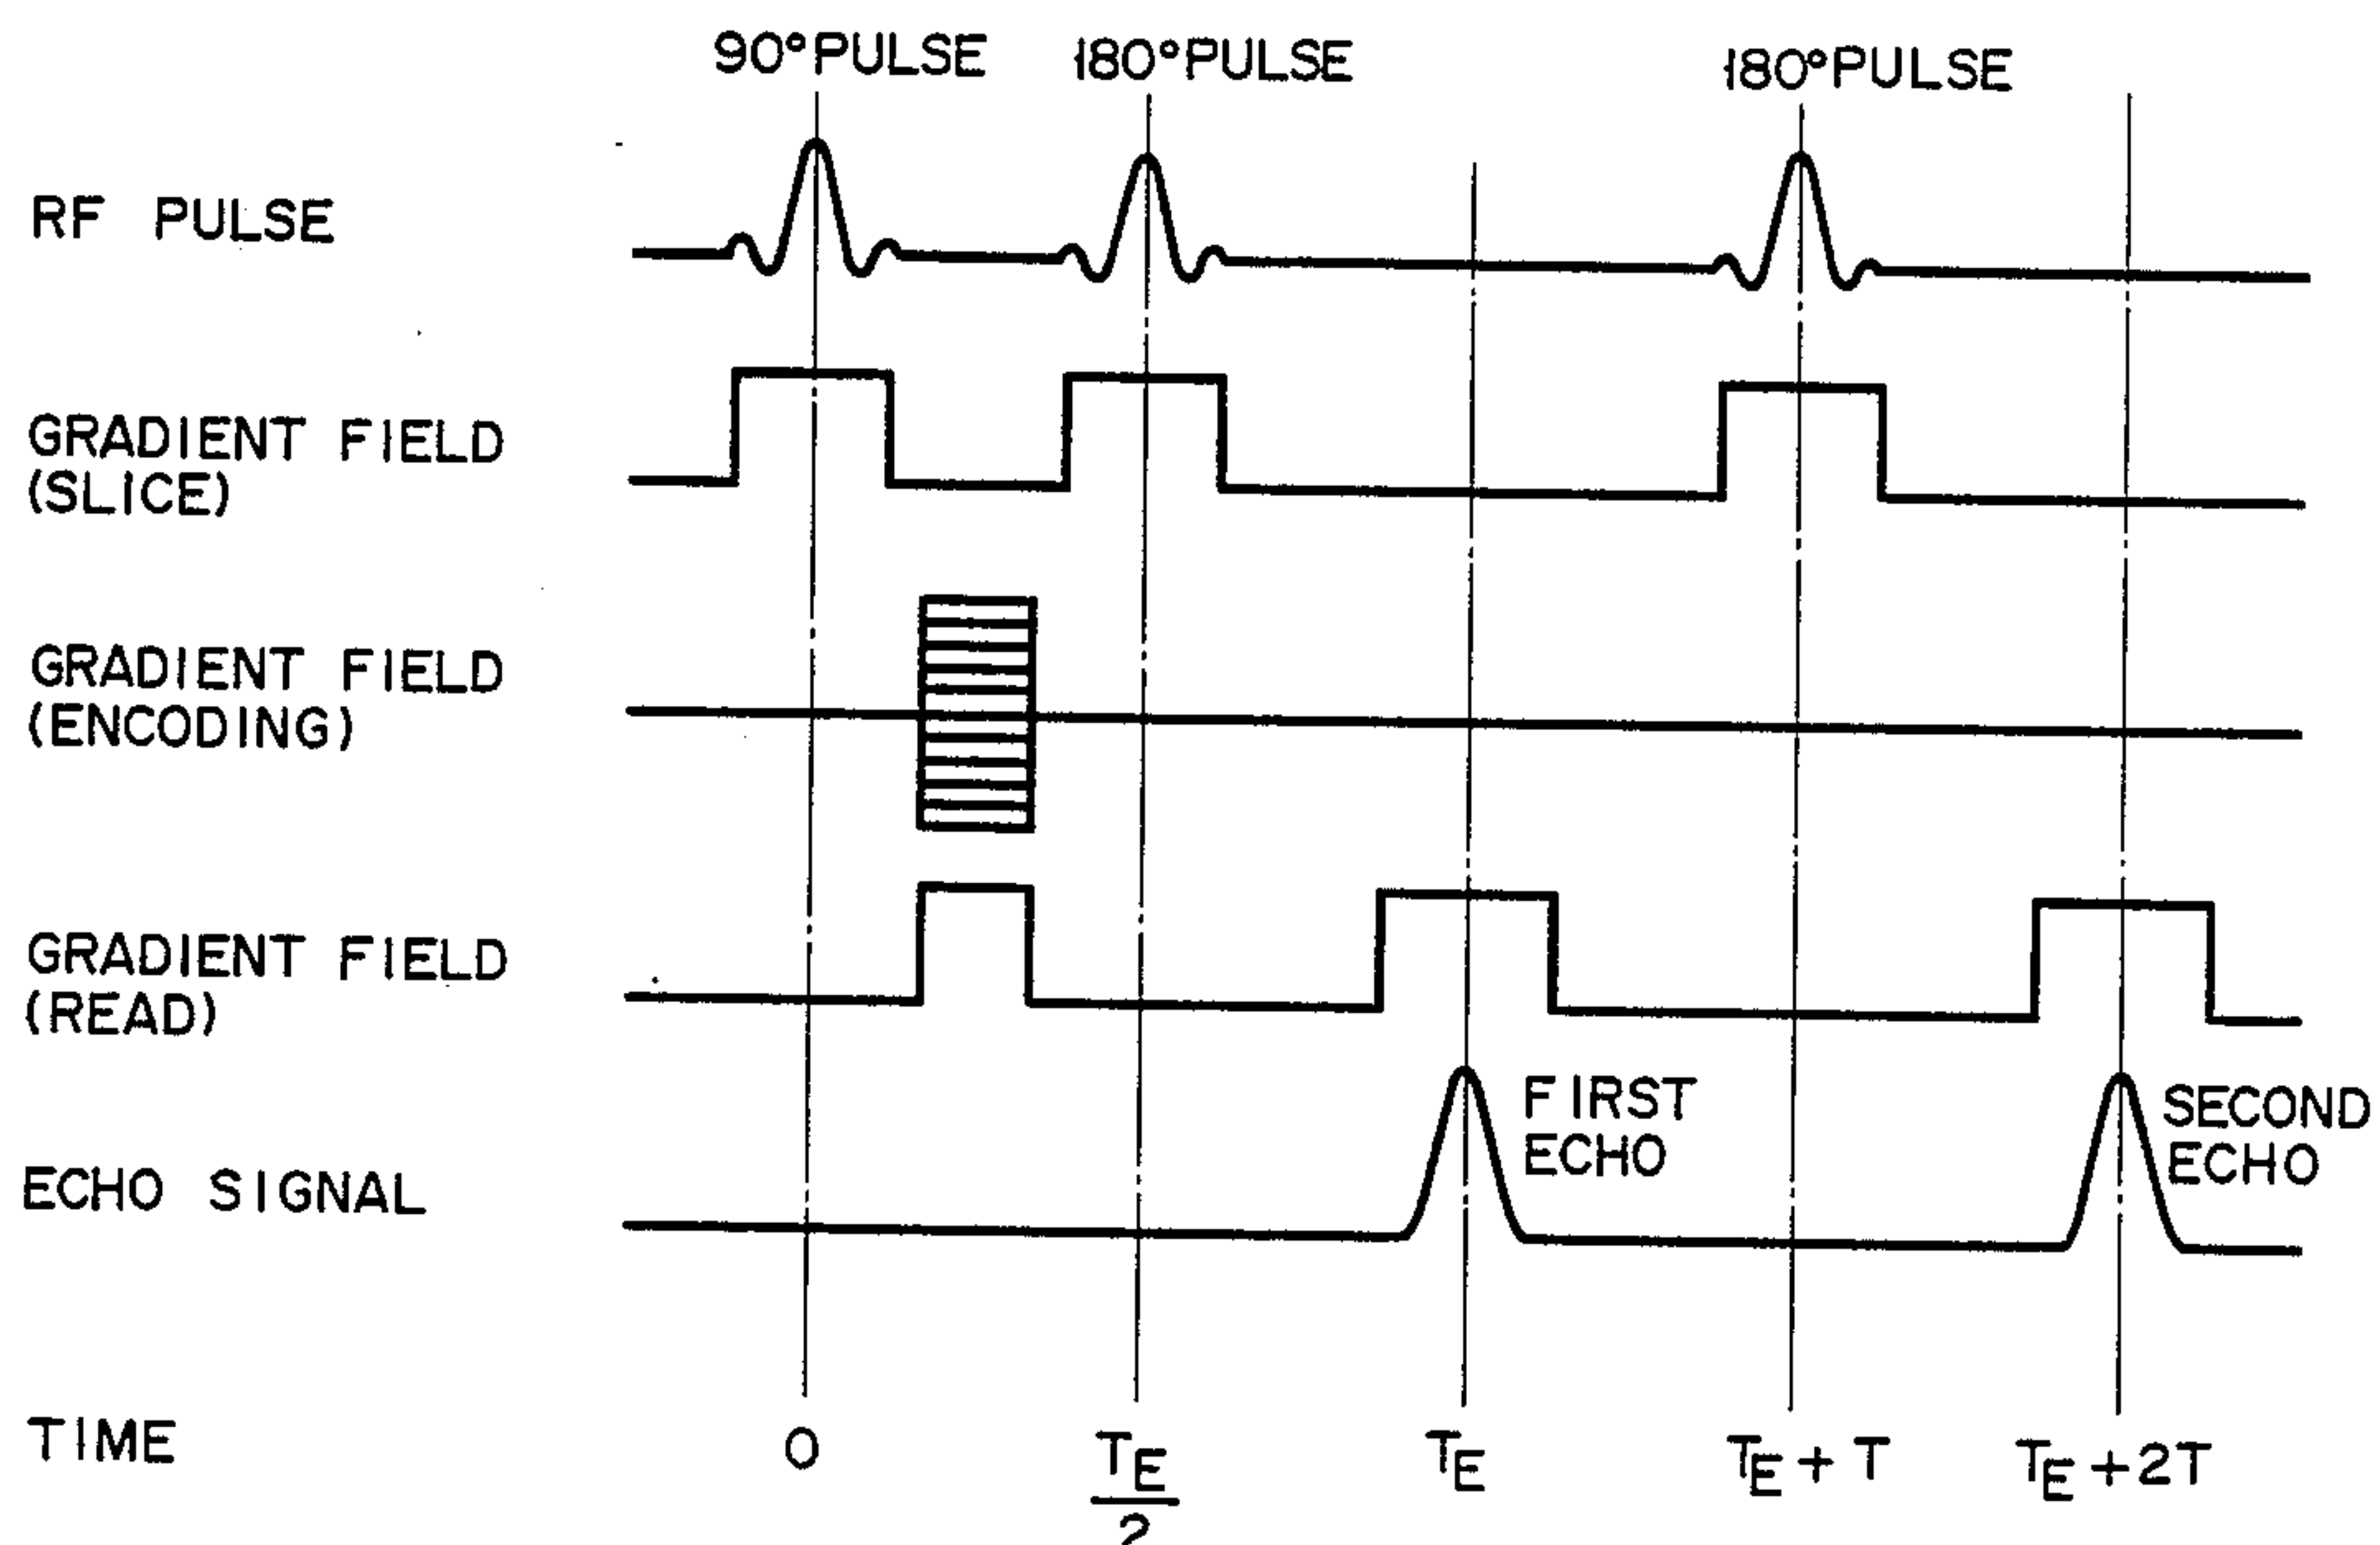 90° PULSE 180° PULSE 180° PULSE
RF PULSE
GRADIENT FIELD
(SLICE)
GRADIENT FIELD
(ENCODING)
GRADIENT FIELD
(READ)
FIRST
ECHO
SECOND
ECHO
ECHO SIGNAL
TIME 0 TE/2 TE TE + T TE + 2T